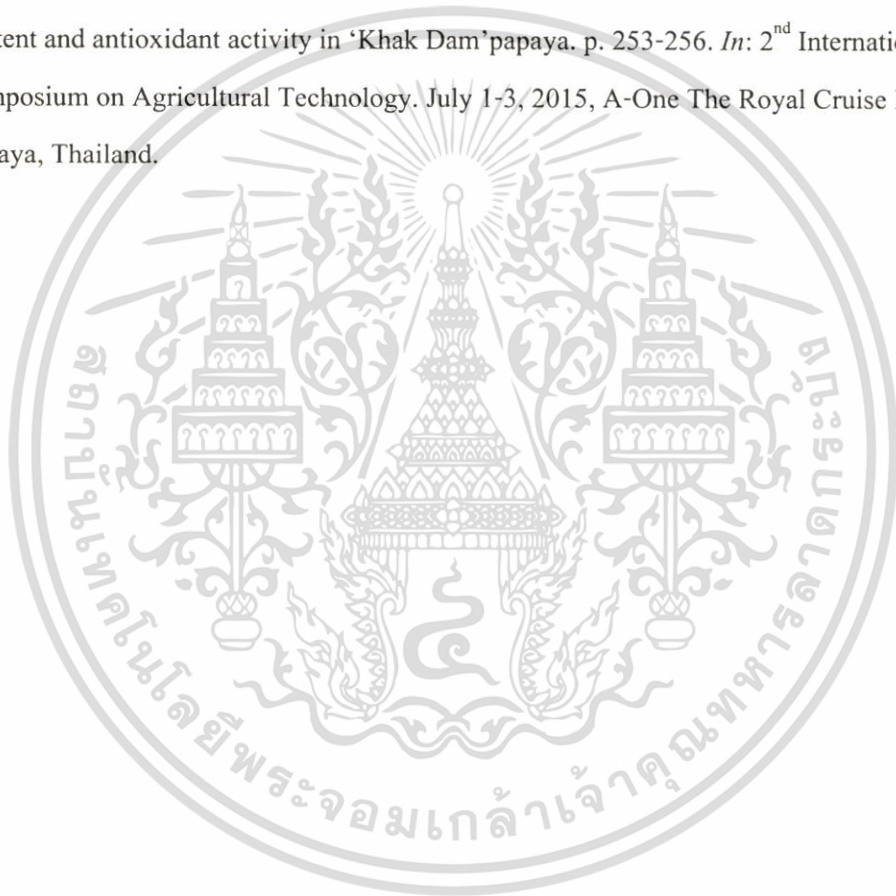 tent and antioxidant activity in ‘Khak Dam’papaya. p. 253-256. In: 2nd Internatio
mposium on Agricultural Technology. July 1-3, 2015, A-One The Royal Cruise
aya, Thailand.
สถาบันเทคโนโลยีพระจอมเกล้าเจ้าคุณทหารลาดกระบัง